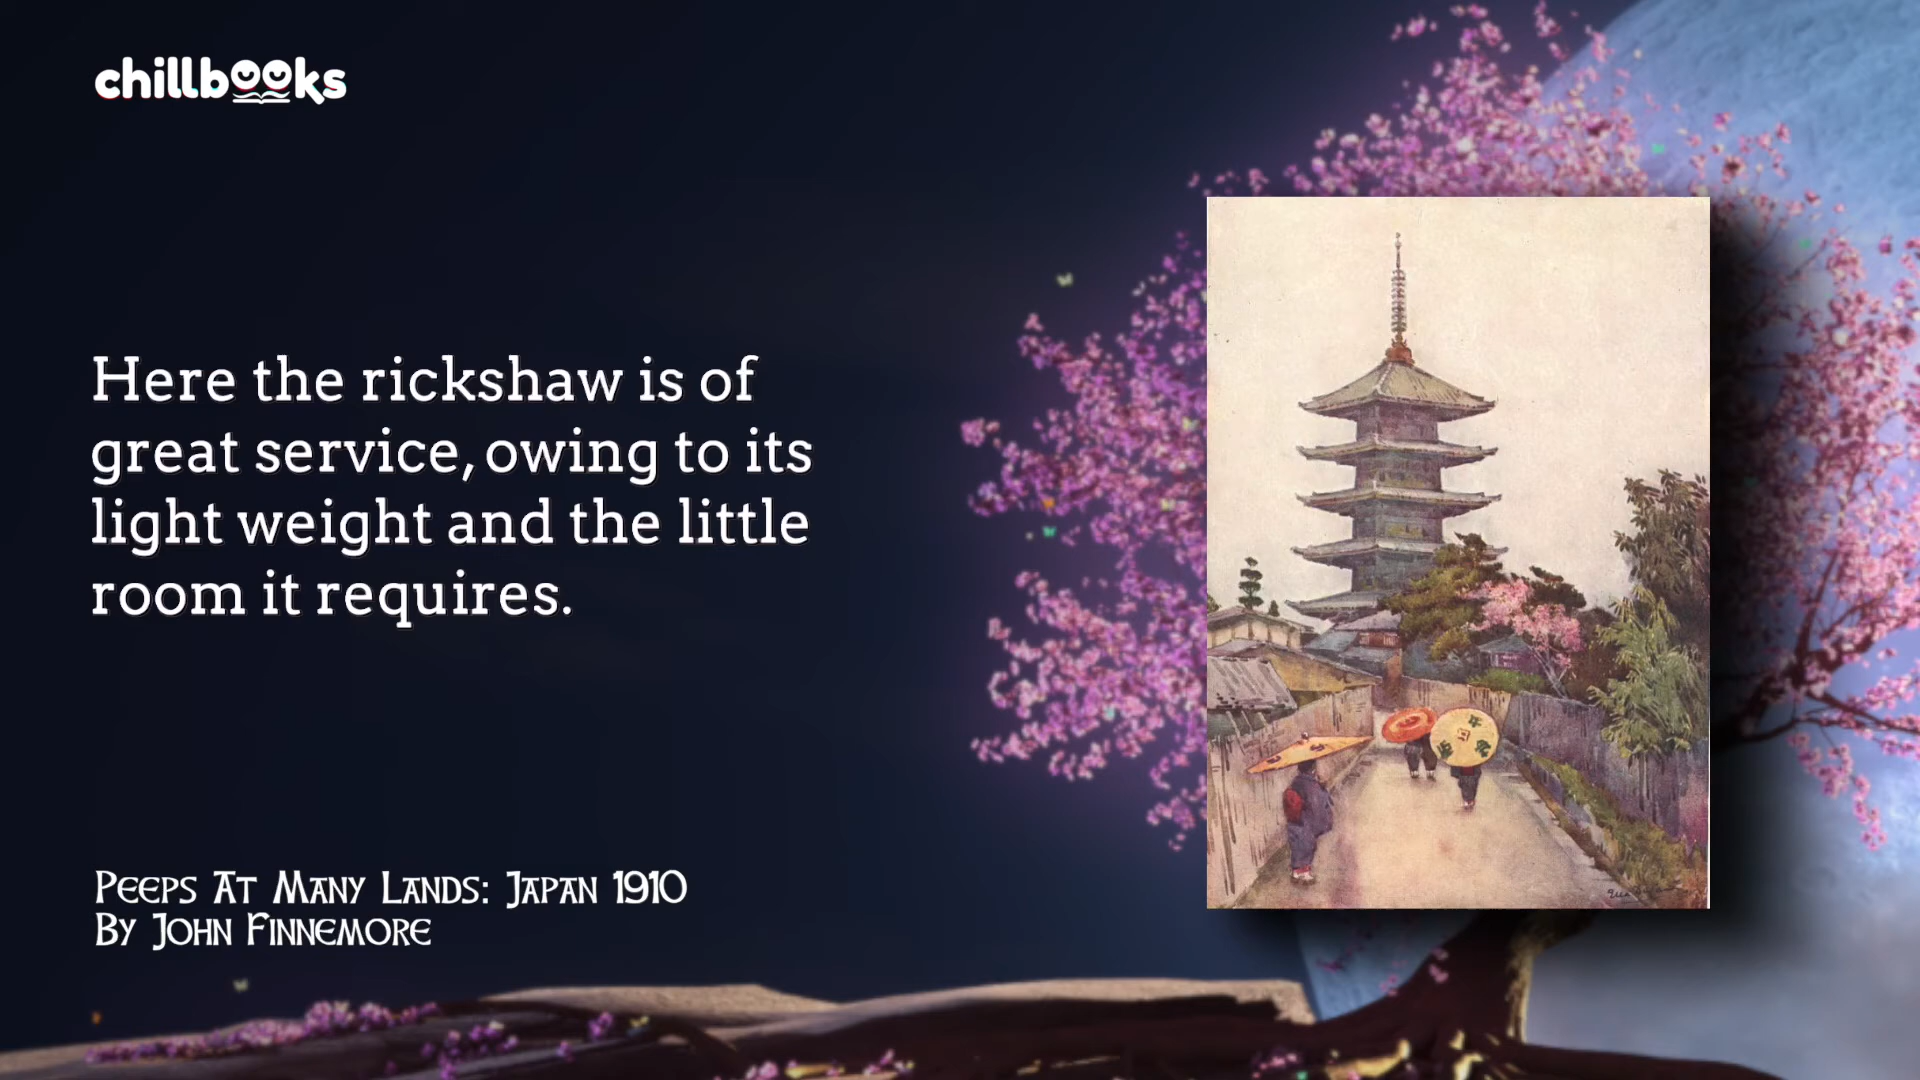 chillbooks
Here the rickshaw is of
great service, owing to its
light weight and the little
room it requires.
Peeps At Many Lands: Japan 1910
By John Finnemore